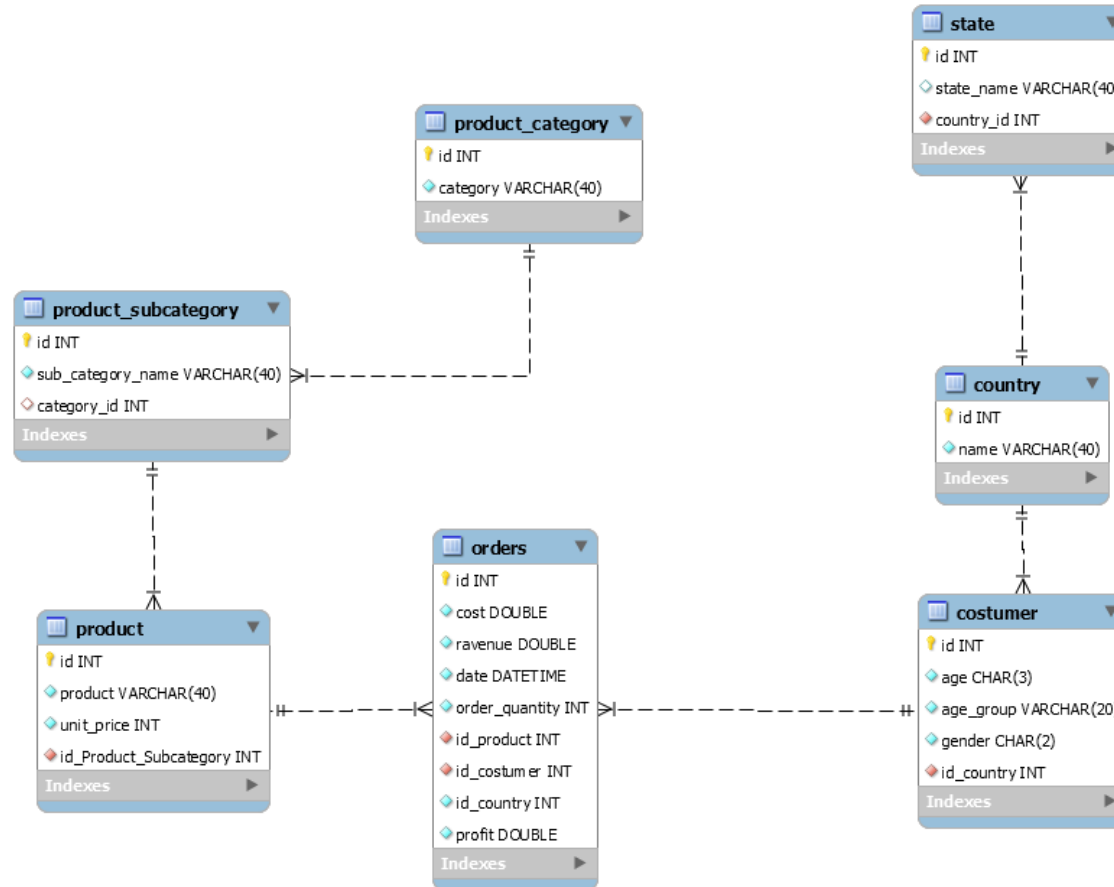 state
id INT
state_name VARCHAR(40
country_id INT
Indexes
product_category
id INT
category VARCHAR(40)
Indexes
product_subcategory
id INT
sub_category_name VARCHAR(40)
category_id INT
Indexes
country
id INT
name VARCHAR(40)
Indexes
orders
id INT
cost DOUBLE
ravenue DOUBLE
date DATETIME
order_quantity INT
id_product INT
id_costumer INT
id_country INT
profit DOUBLE
Indexes
product
id INT
product VARCHAR(40)
unit_price INT
id_Product_Subcategory INT
Indexes
costumer
id INT
age CHAR(3)
age_group VARCHAR(20
gender CHAR(2)
id_country INT
Indexes